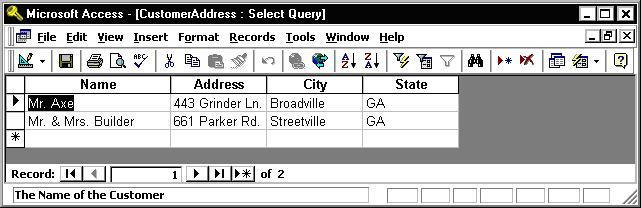 Microsoft Access - [CustomerAddress : Select Query]
File Edit View Insert Format Records Tools Window Help
Name Address City State
Mr. Axe 443 Grinder Ln. Broadville GA
Mr. & Mrs. Builder 661 Parker Rd. Streetville GA
Record: 1 of 2
The Name of the Customer